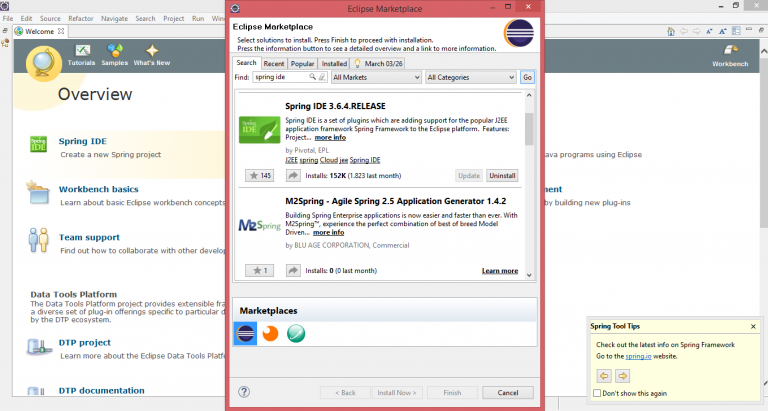 Eclipse Marketplace
File Edit Source Refactor Navigate Search Project Run
Welcome
Tutorials Samples What's New
Workbench
Overview
Spring IDE
Create a new Spring project
Workbench basics
Learn about basic Eclipse workbench concepts
Team support
Find out how to collaborate with other
Data Tools Platform
The Data Tools Platform project provides extensible
a diverse set of plug-in offerings specific to particular
by the DTP ecosystem.
DTP project
Learn more about the Eclipse Data Tools
DTP documentation
Eclipse Marketplace
Select solutions to install. Press Finish to proceed with installation.
Press the information button to see a detailed overview and a link to more information.
Search Recent Popular Installed March 03/26
Find: spring ide All Markets All Categories Go
Spring IDE 3.6.4.RELEASE
Spring IDE is a set of plugins which are adding support for the popular J2EE
application framework Spring Framework to the Eclipse platform. Features:
Project... more info
by Pivotal, EPL
J2EE spring Cloud jee Spring IDE
145 Installs: 152K (1.823 last month) Update Uninstall
Spring IDE
M2Spring - Agile Spring 2.5 Application Generator 1.4.2
Building Spring Enterprise applications is now easier and faster than ever. With
M2Spring™, experience the perfect combination of best of breed Model
Driven... more info
by BLU AGE CORPORATION, Commercial
M2Spring
1 Installs: 0 (0 last month) Learn more
Marketplaces
? < Back Install Now > Finish Cancel
java programs using Eclipse
by building new plug-ins
Spring Tool Tips
Check out the latest info on Spring Framework
Go to the spring.io website.
Don't show this again